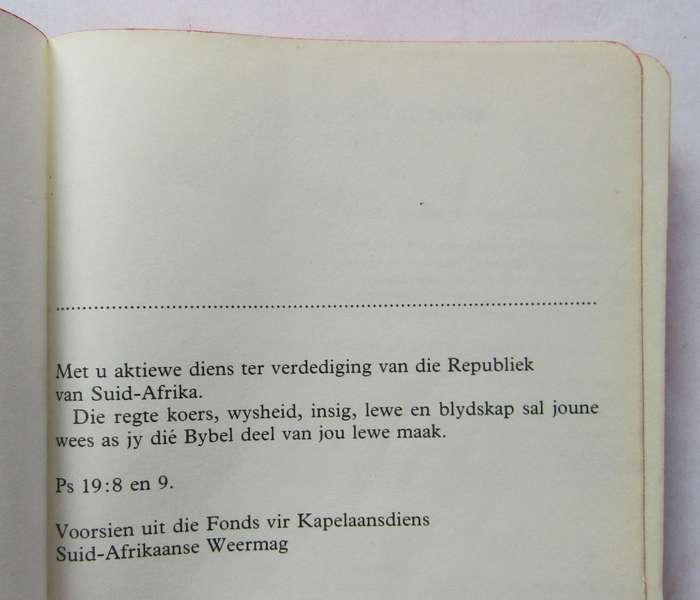 Met u aktiewe diens ter verdediging van die Republiek
van Suid-Afrika.
Die regte koers, wysheid, insig, lewe en blydskap sal joune
wees as jy dié Bybel deel van jou lewe maak.
Ps 19:8 en 9.
Voorsien uit die Fonds vir Kapelaansdiens
Suid-Afrikaanse Weermag